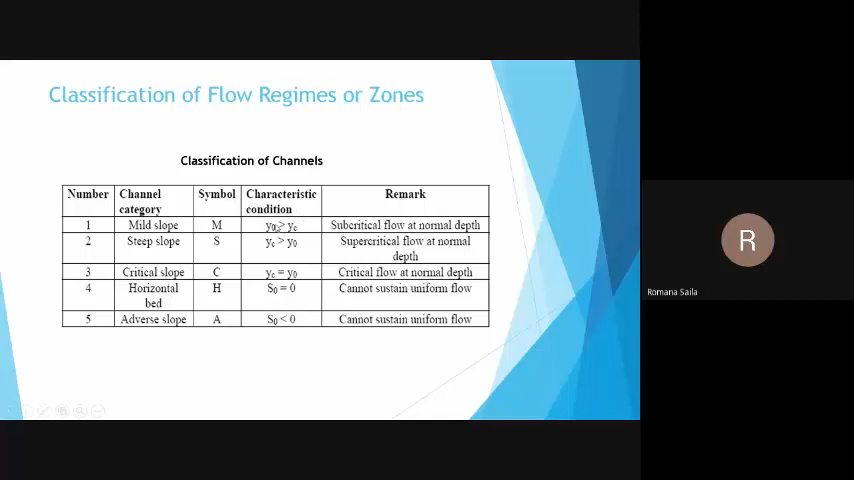 Classification of Flow Regimes or Zones
Classification of Channels
Number Channel category Symbol Characteristic condition Remark
1 Mild slope M y₀ > y꜀ Subcritical flow at normal depth
2 Steep slope S y꜀ > y₀ Supercritical flow at normal depth
3 Critical slope C y꜀ = y₀ Critical flow at normal depth
4 Horizontal bed H S₀ = 0 Cannot sustain uniform flow
5 Adverse slope A S₀ < 0 Cannot sustain uniform flow
R
Romana Saila